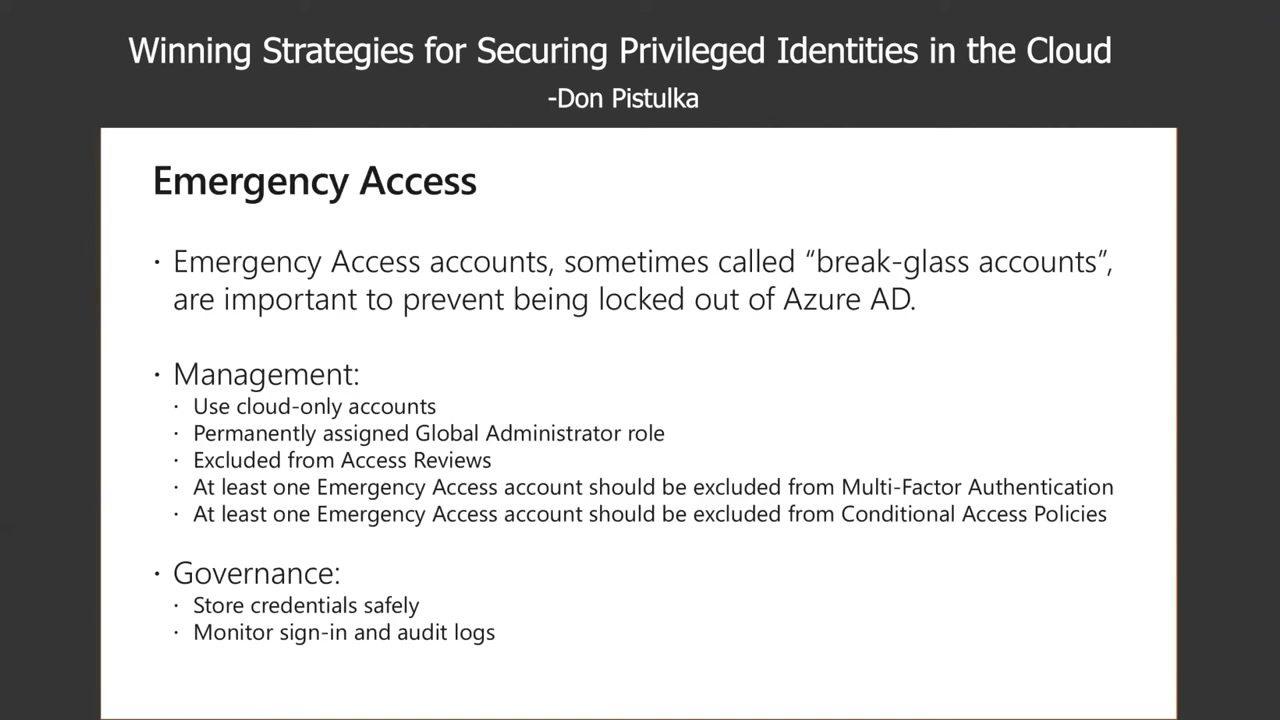 Winning Strategies for Securing Privileged Identities in the Cloud
-Don Pistulka
Emergency Access
· Emergency Access accounts, sometimes called “break-glass accounts”,
are important to prevent being locked out of Azure AD.
· Management:
· Use cloud-only accounts
· Permanently assigned Global Administrator role
· Excluded from Access Reviews
· At least one Emergency Access account should be excluded from Multi-Factor Authentication
· At least one Emergency Access account should be excluded from Conditional Access Policies
· Governance:
· Store credentials safely
· Monitor sign-in and audit logs